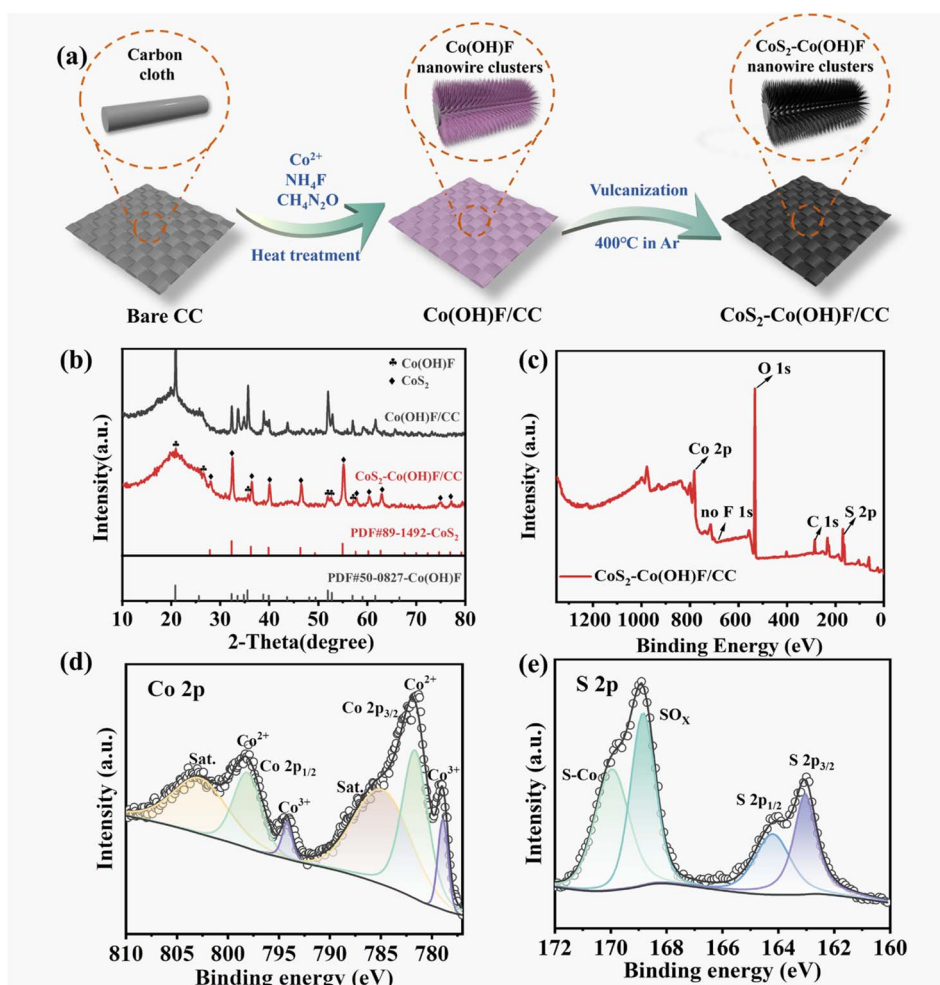 (a)
Carbon
cloth
Co(OH)F
nanowire clusters
CoS₂-Co(OH)F
nanowire clusters
Co²⁺
NH₄F
CH₄N₂O
Heat treatment
Vulcanization
400°C in Ar
Bare CC
Co(OH)F/CC
CoS₂-Co(OH)F/CC
(b)
♣ Co(OH)F
♦ CoS₂
Co(OH)F/CC
CoS₂-Co(OH)F/CC
PDF#89-1492-CoS₂
PDF#50-0827-Co(OH)F
Intensity(a.u.)
10 20 30 40 50 60 70 80
2-Theta(degree)
(c)
O 1s
Co 2p
no F 1s
C 1s
S 2p
CoS₂-Co(OH)F/CC
Intensity (a.u.)
1200 1000 800 600 400 200 0
Binding Energy (eV)
(d)
Co 2p
Co²⁺
Co 2p₃/₂
Co²⁺
Sat.
Co 2p₁/₂
Co³⁺
Sat.
Co³⁺
Intensity (a.u.)
810 805 800 795 790 785 780
Binding energy (eV)
(e)
S 2p
SOₓ
S-Co
S 2p₃/₂
S 2p₁/₂
Intensity (a.u.)
172 170 168 166 164 162 160
Binding energy (eV)